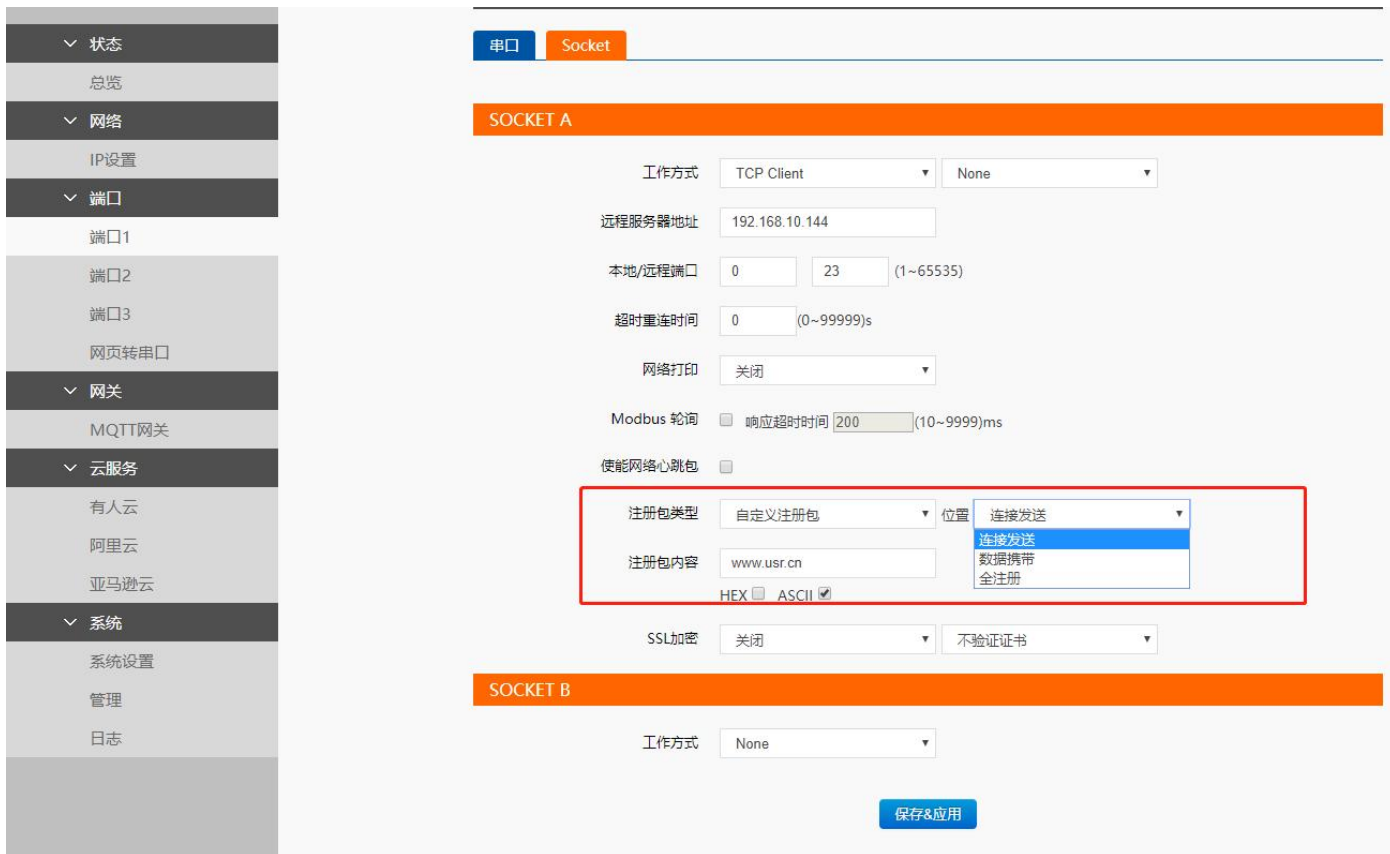 状态
总览
网络
IP设置
端口
端口1
端口2
端口3
网页转串口
网关
MQTT网关
云服务
有人云
阿里云
亚马逊云
系统
系统设置
管理
日志
串口 Socket
SOCKET A
工作方式 TCP Client None
远程服务器地址 192.168.10.144
本地/远程端口 0 23 (1~65535)
超时重连时间 0 (0~99999)s
网络打印 关闭
Modbus 轮询 响应超时时间 200 (10~9999)ms
使能网络心跳包
注册包类型 自定义注册包 位置 连接发送
连接发送
数据携带
全注册
注册包内容 www.usr.cn
HEX ASCII
SSL加密 关闭 不验证证书
SOCKET B
工作方式 None
保存&应用